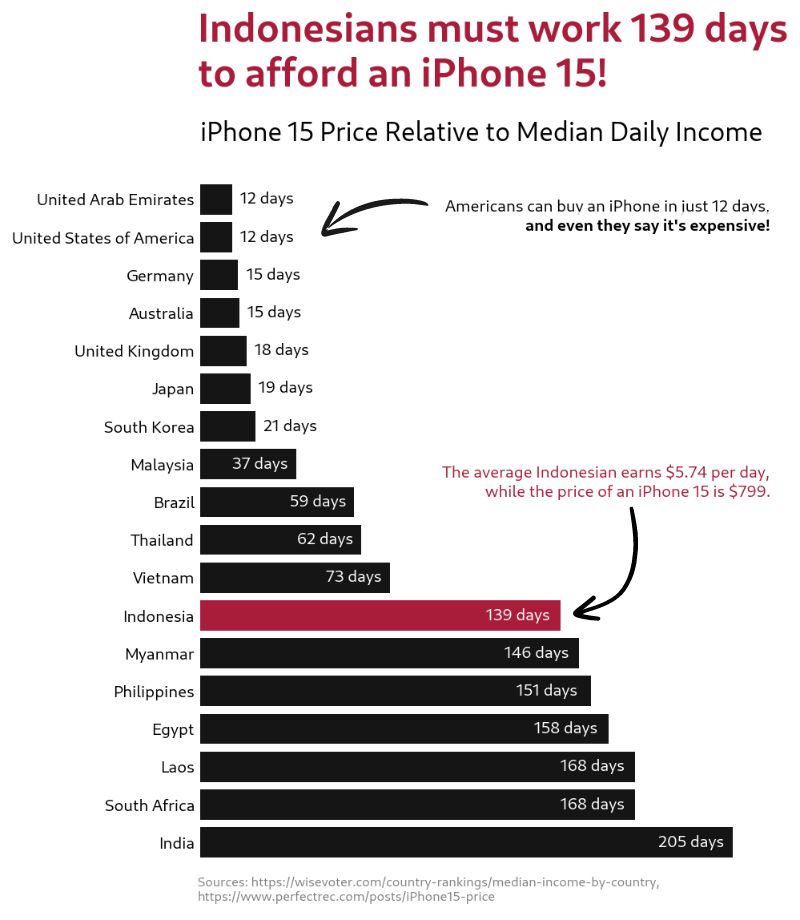 Indonesians must work 139 days
to afford an iPhone 15!
iPhone 15 Price Relative to Median Daily Income
United Arab Emirates 12 days
Americans can buy an iPhone in just 12 days,
and even they say it's expensive!
United States of America 12 days
Germany 15 days
Australia 15 days
United Kingdom 18 days
Japan 19 days
South Korea 21 days
Malaysia 37 days
The average Indonesian earns $5.74 per day,
while the price of an iPhone 15 is $799.
Brazil 59 days
Thailand 62 days
Vietnam 73 days
Indonesia 139 days
Myanmar 146 days
Philippines 151 days
Egypt 158 days
Laos 168 days
South Africa 168 days
India 205 days
Sources: https://wisevoter.com/country-rankings/median-income-by-country,
https://www.perfectrec.com/posts/iPhone15-price